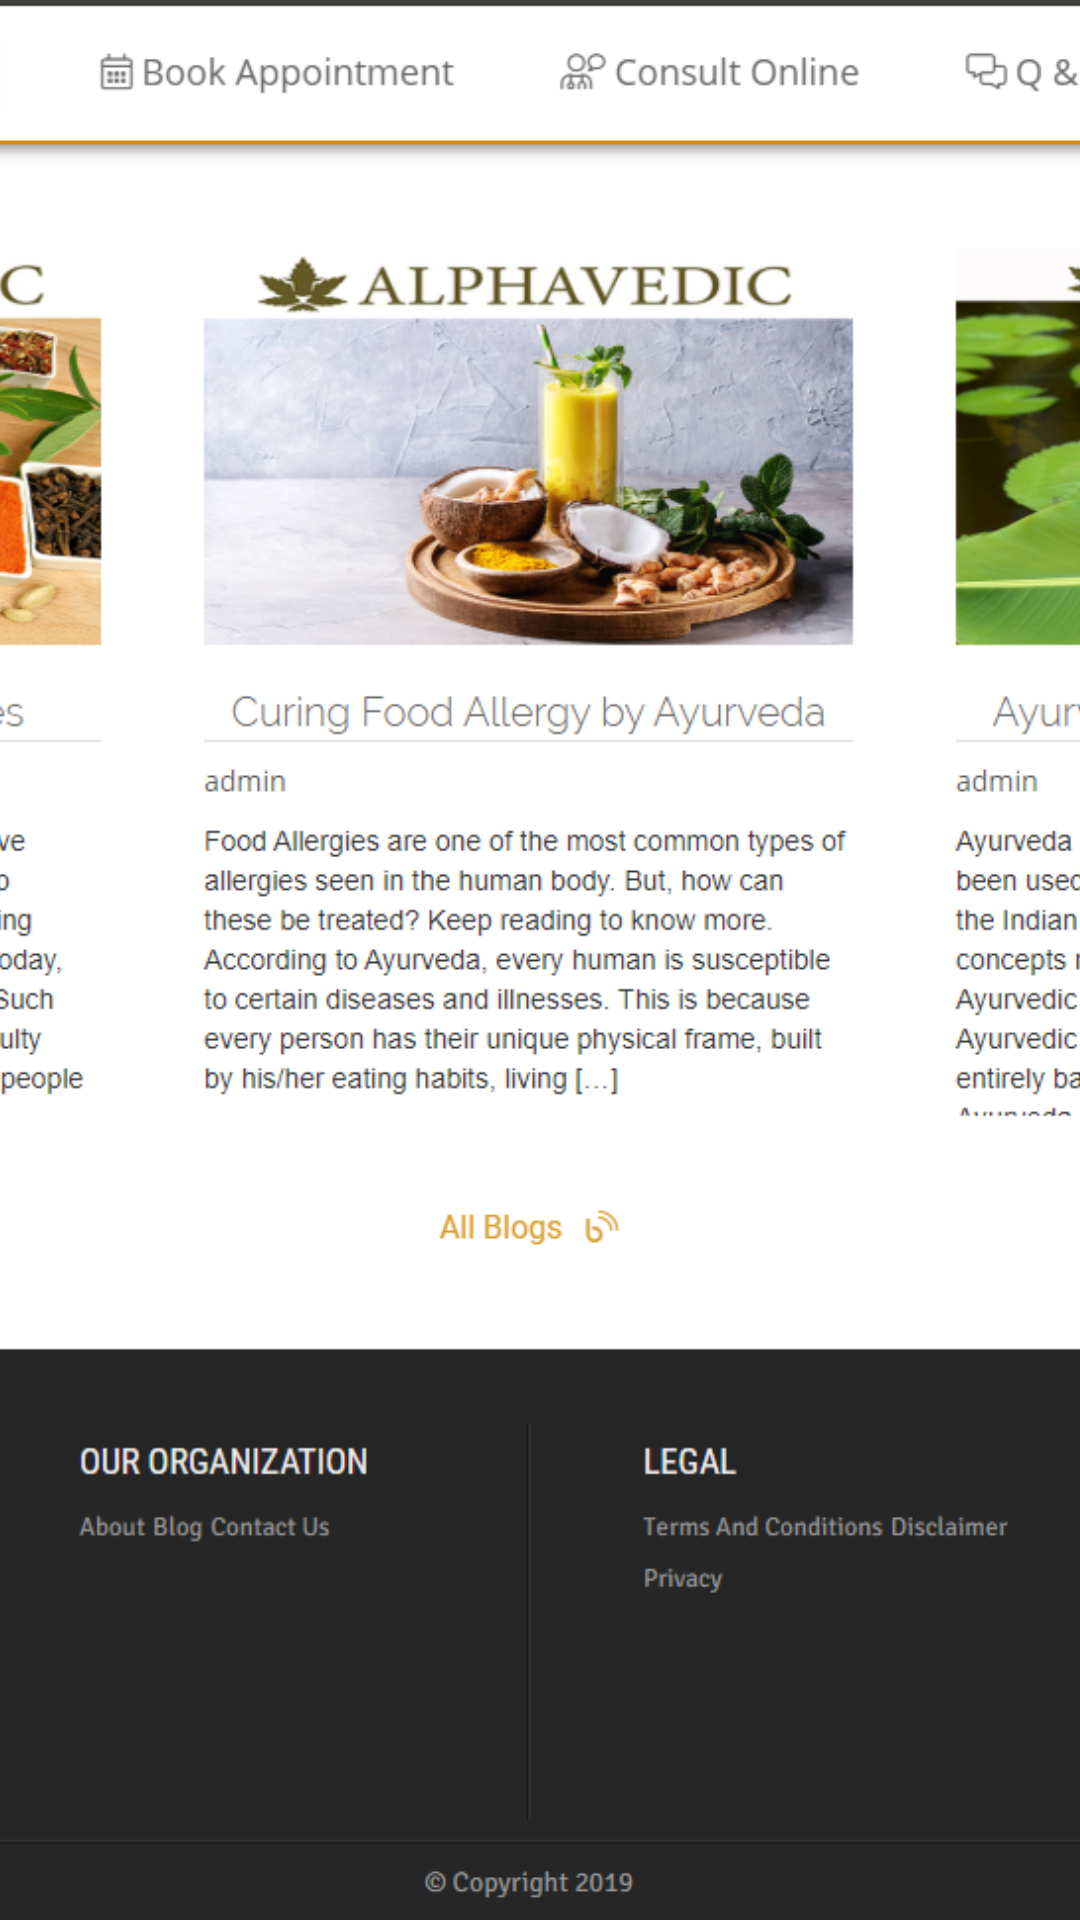 Book Appointment
Consult Online
Q &
C
ALPHAVEDIC
es
Curing Food Allergy by Ayurveda
Ayurv
admin
admin
ve
p
ing
oday,
Such
ulty
people
Food Allergies are one of the most common types of
allergies seen in the human body. But, how can
these be treated? Keep reading to know more.
According to Ayurveda, every human is susceptible
to certain diseases and illnesses. This is because
every person has their unique physical frame, built
by his/her eating habits, living [...]
Ayurveda
been used
the Indian
concepts
Ayurvedic
Ayurvedic
entirely ba
Ayurveda
All Blogs
OUR ORGANIZATION
About Blog Contact Us
LEGAL
Terms And Conditions Disclaimer
Privacy
© Copyright 2019